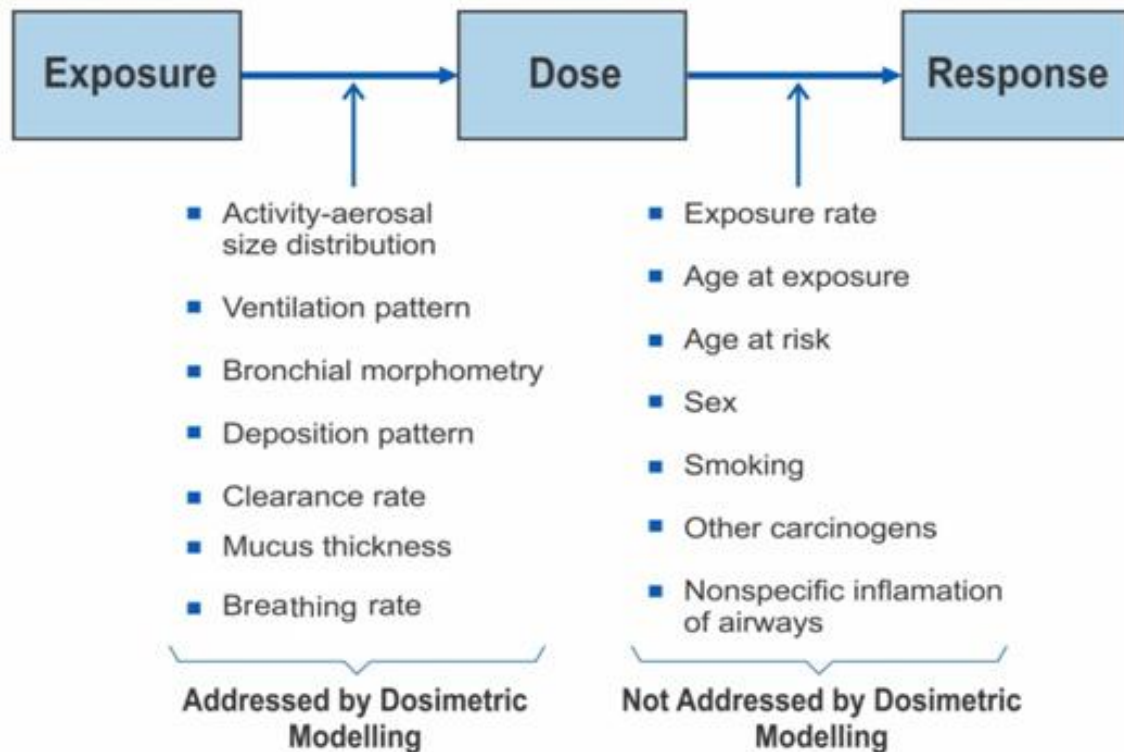 Exposure
Dose
Response
Activity-aerosal
size distribution
Ventilation pattern
Bronchial morphometry
Deposition pattern
Clearance rate
Mucus thickness
Breathing rate
Addressed by Dosimetric
Modelling
Exposure rate
Age at exposure
Age at risk
Sex
Smoking
Other carcinogens
Nonspecific inflamation
of airways
Not Addressed by Dosimetric
Modelling